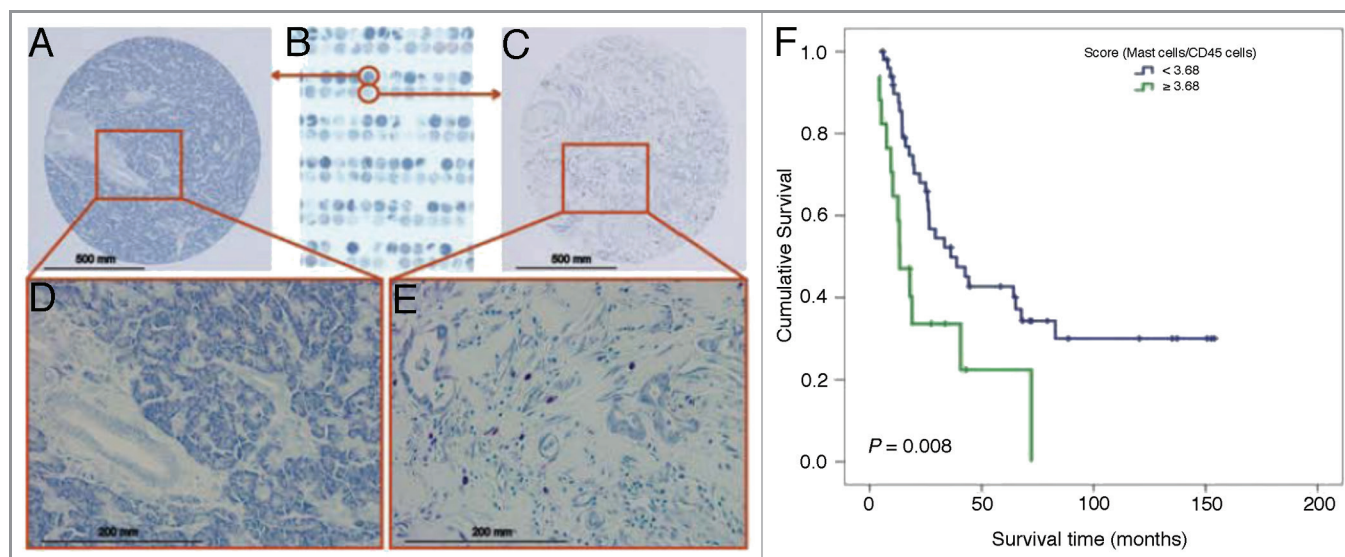 A
B
C
500 mm
500 mm
D
E
200 mm
200 mm
F
Score (Mast cells/CD45 cells)
< 3.68
≥ 3.68
Cumulative Survival
1.0
0.8
0.6
0.4
0.2
0.0
P = 0.008
0
50
100
150
200
Survival time (months)